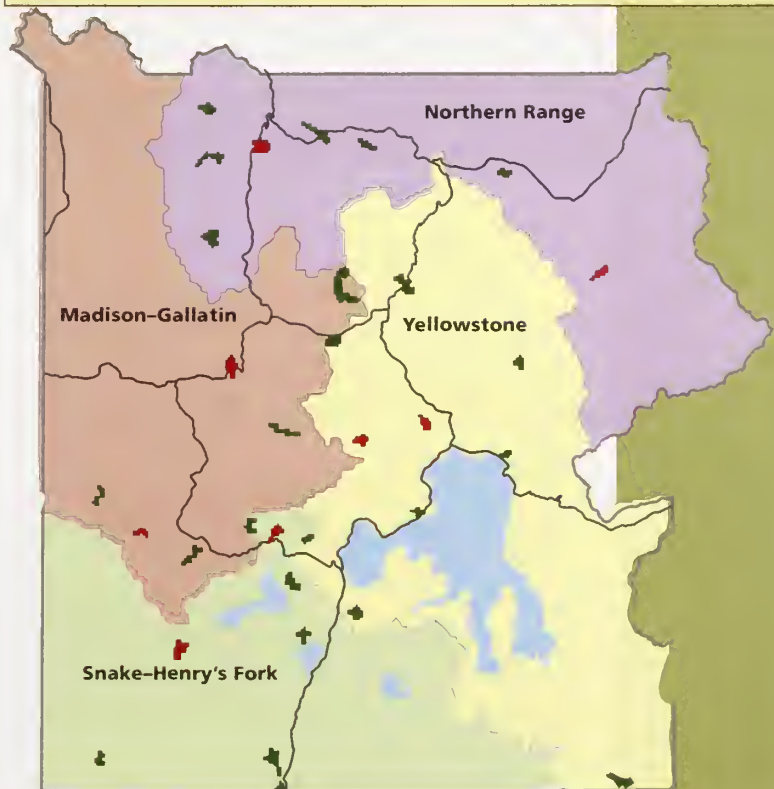 Northern Range
Madison–Gallatin
Yellowstone
Snake–Henry's Fork